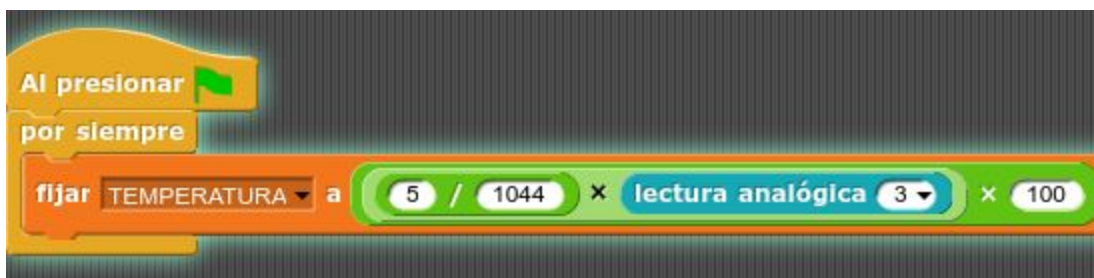 Al presionar
por siempre
fijar TEMPERATURA a 5 / 1044 × lectura analógica 3 × 100